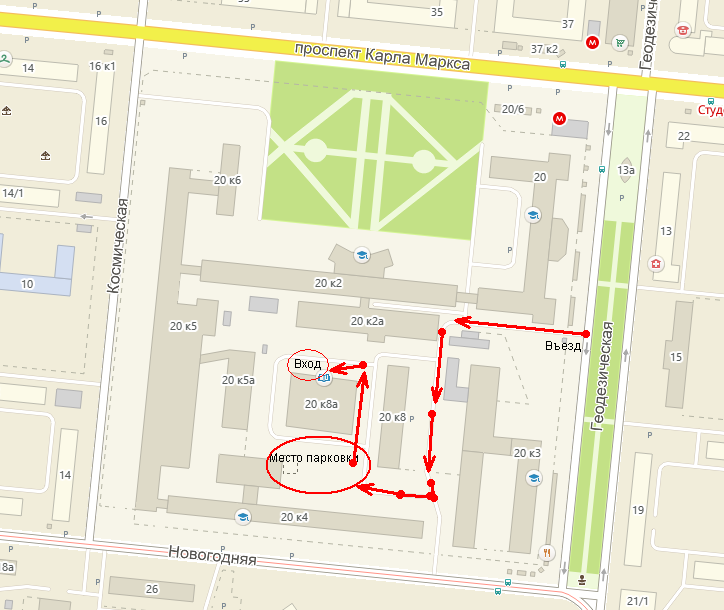 35
37
проспект Карла Маркса
37 к2
Геодезичес
14
16 к1
16
20/6
Студ
22
20 к6
20
13а
14/1
Космическая
13
10
20 к2
20 к5
20 к2а
Въезд
Геодезическая
15
Вход
20 к5а
20 к8а
20 к8
Место парковки
20 к3
14
20 к4
19
Новогодняя
8а
26
21/1
P
P
P
P
P
P
P
P
P
P
P
М
М